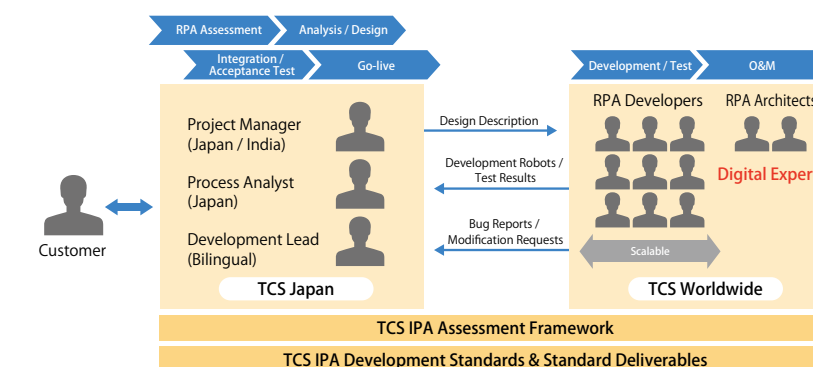 RPA Assessment
Analysis / Design
Integration /
Acceptance Test
Go-live
Development / Test
O&M
Project Manager
(Japan / India)
Process Analyst
(Japan)
Development Lead
(Bilingual)
TCS Japan
Customer
Design Description
Development Robots /
Test Results
Bug Reports /
Modification Requests
RPA Developers
RPA Architects
Digital Exper
Scalable
TCS Worldwide
TCS IPA Assessment Framework
TCS IPA Development Standards & Standard Deliverables